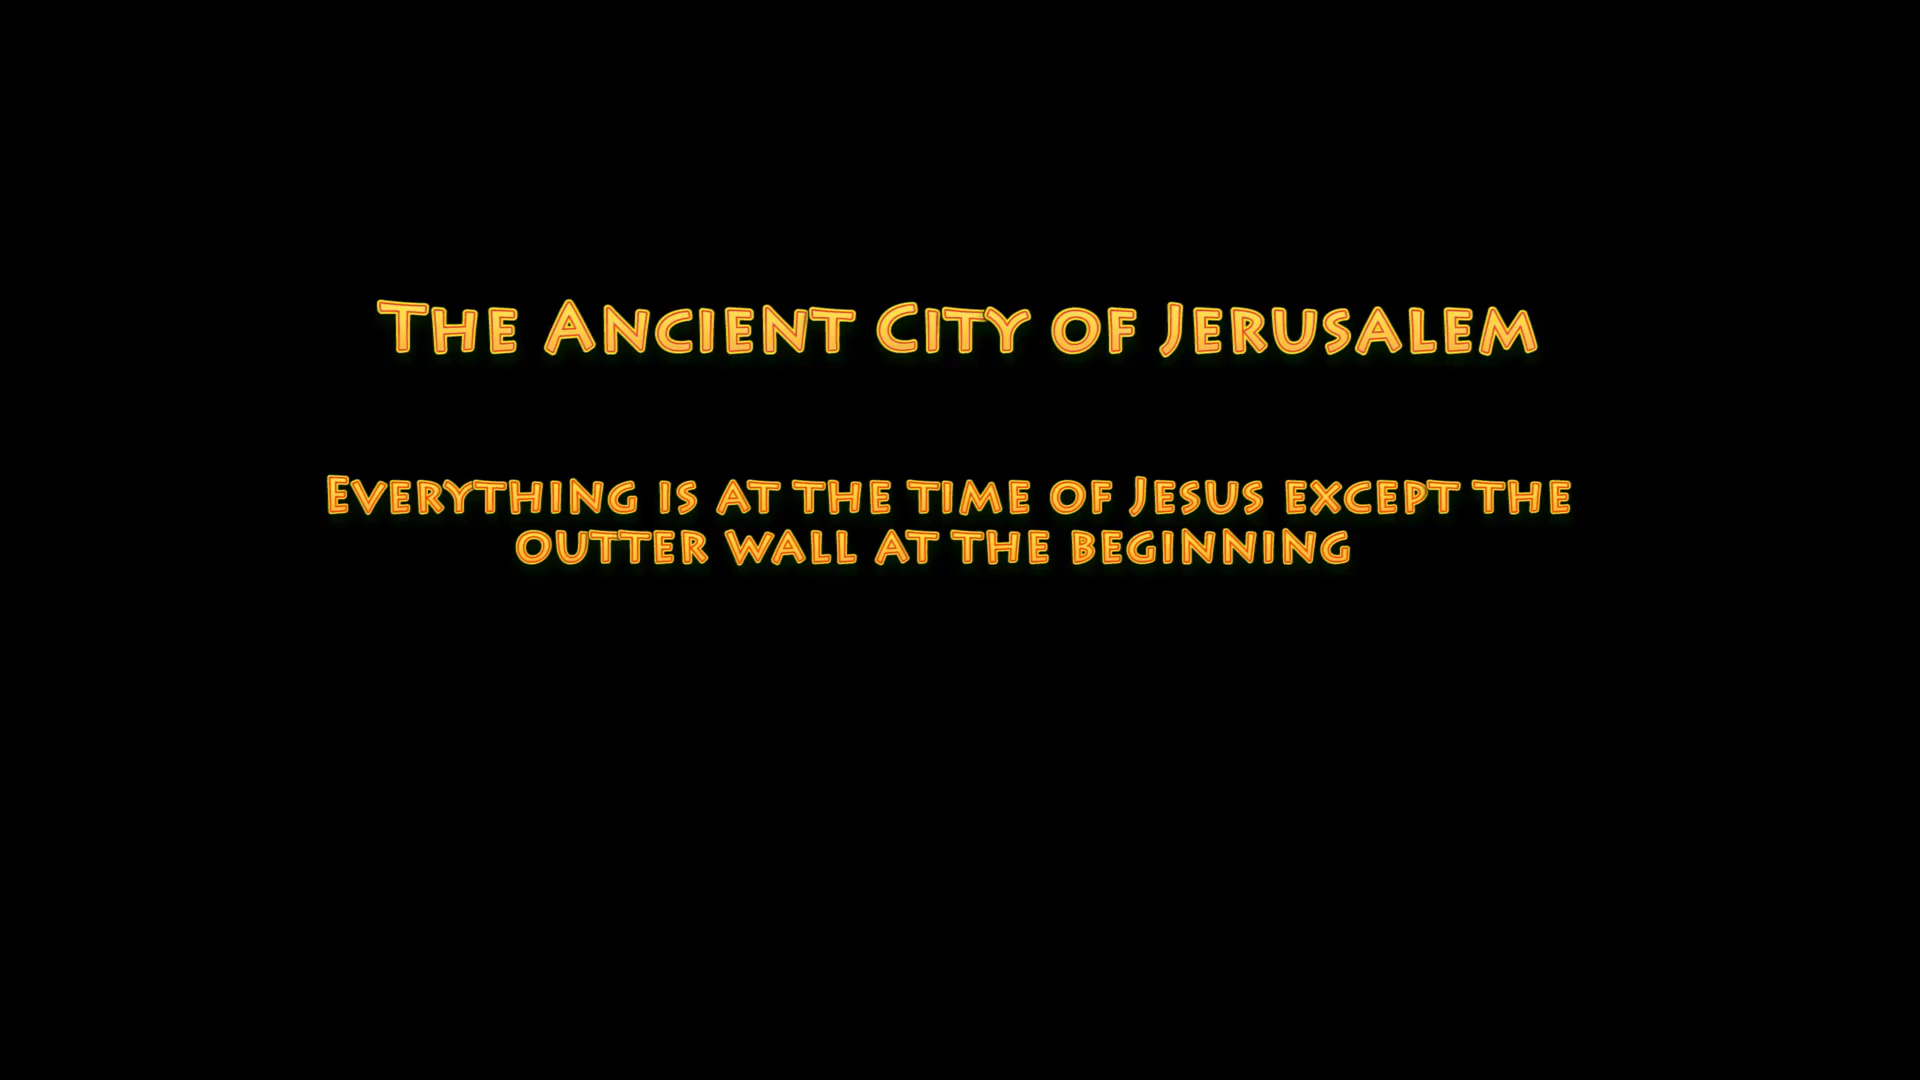 The Ancient City of Jerusalem
Everything is at the time of Jesus except the
outter wall at the beginning